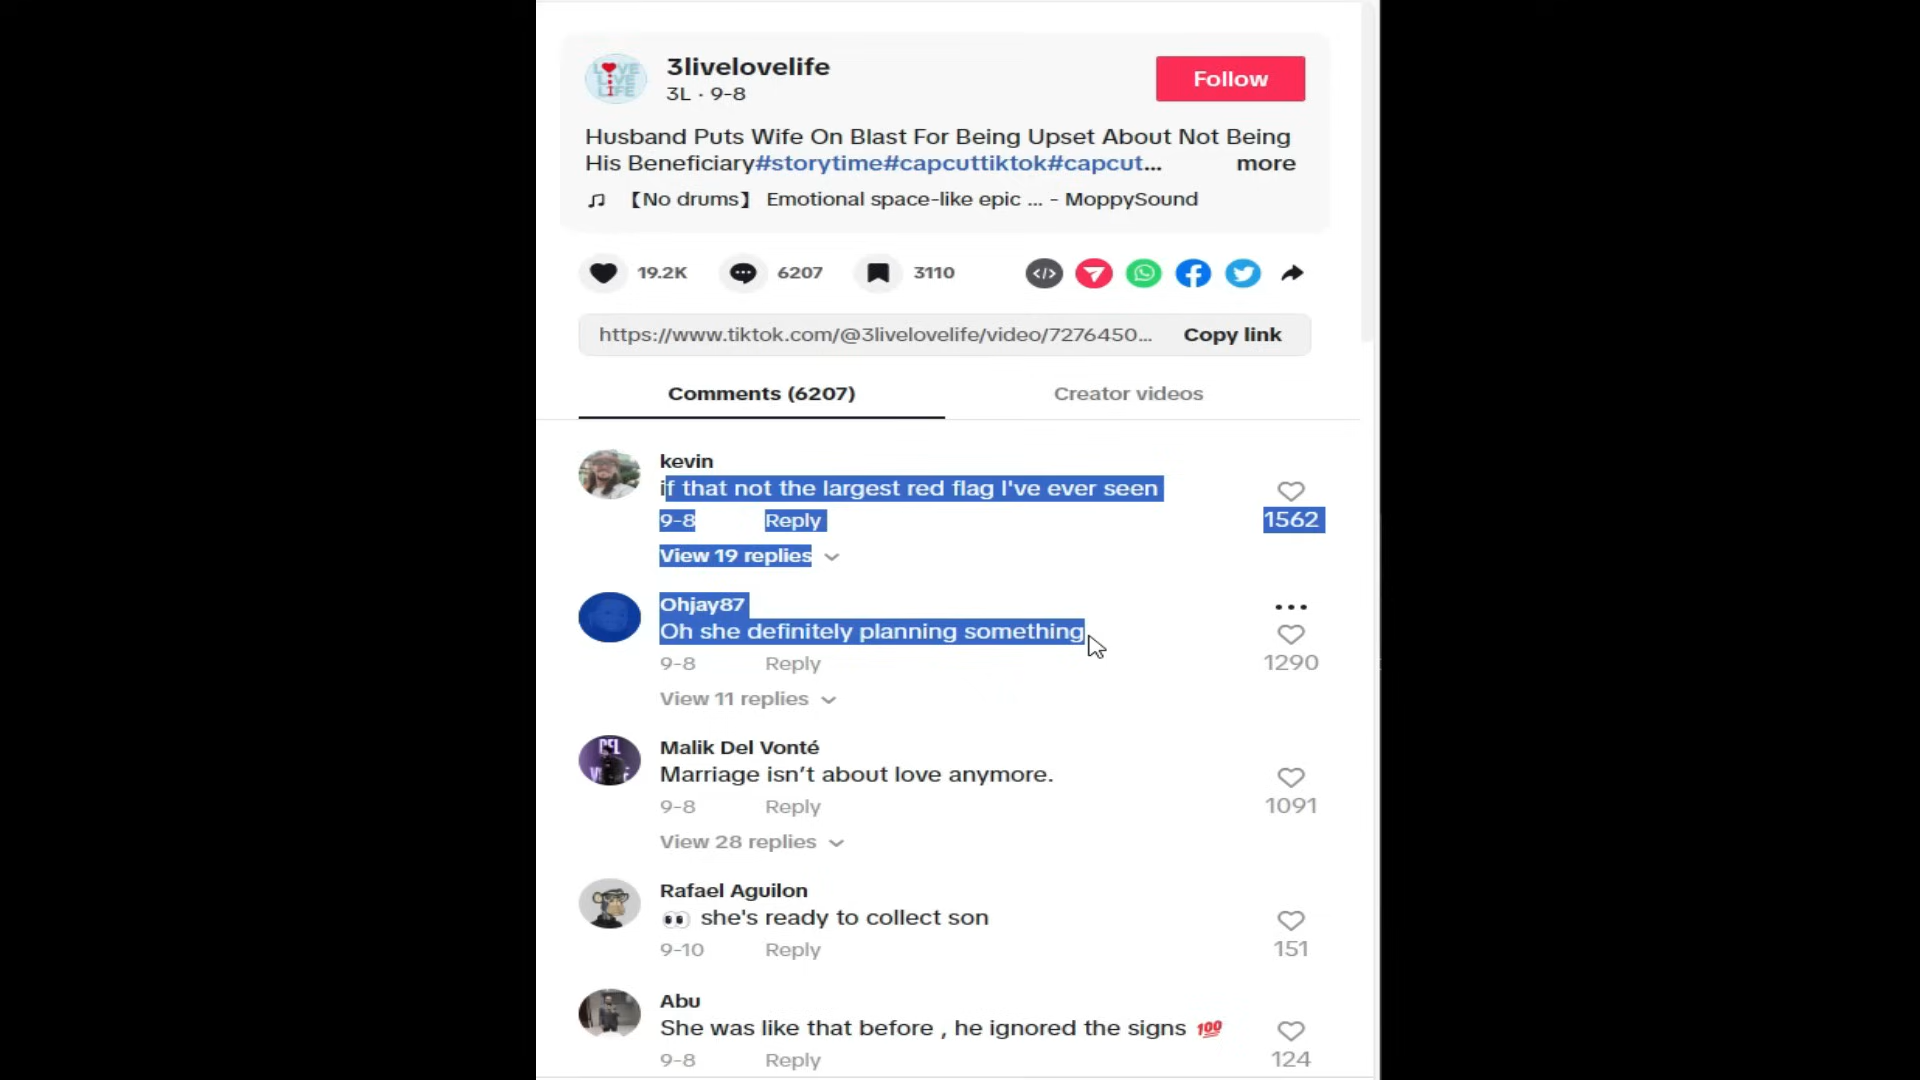 LOVE
LIVE
LIFE
3livelovelife
3L · 9-8
Follow
Husband Puts Wife On Blast For Being Upset About Not Being
His Beneficiary#storytime#capcuttiktok#capcut... more
♫ 【No drums】 Emotional space-like epic ... - MoppySound
19.2K 6207 3110 </>
https://www.tiktok.com/@3livelovelife/video/7276450... Copy link
Comments (6207) Creator videos
kevin
if that not the largest red flag I've ever seen
9-8 Reply 1562
View 19 replies
Ohjay87
Oh she definitely planning something
9-8 Reply 1290
View 11 replies
Malik Del Vonté
Marriage isn’t about love anymore.
9-8 Reply 1091
View 28 replies
Rafael Aguilon
👀 she's ready to collect son
9-10 Reply 151
Abu
She was like that before , he ignored the signs 💯
9-8 Reply 124